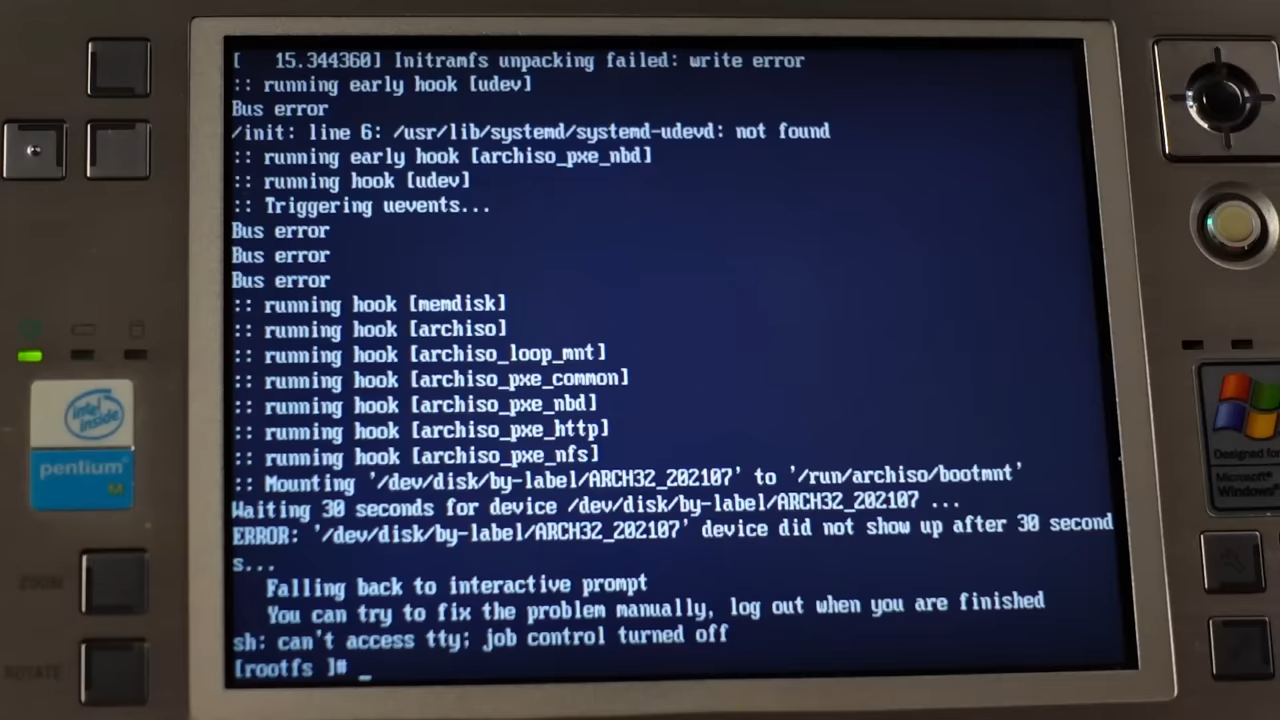 [   15.344360] Initramfs unpacking failed: write error
:: running early hook [udev]
Bus error
/init: line 6: /usr/lib/systemd/systemd-udevd: not found
:: running early hook [archiso_pxe_nbd]
:: running hook [udev]
:: Triggering uevents...
Bus error
Bus error
Bus error
:: running hook [memdisk]
:: running hook [archiso]
:: running hook [archiso_loop_mnt]
:: running hook [archiso_pxe_common]
:: running hook [archiso_pxe_nbd]
:: running hook [archiso_pxe_http]
:: running hook [archiso_pxe_nfs]
:: Mounting '/dev/disk/by-label/ARCH32_202107' to '/run/archiso/bootmnt'
Waiting 30 seconds for device /dev/disk/by-label/ARCH32_202107 ...
ERROR: '/dev/disk/by-label/ARCH32_202107' device did not show up after 30 second
s...
   Falling back to interactive prompt
   You can try to fix the problem manually, log out when you are finished
sh: can't access tty; job control turned off
[rootfs ]# _
intel
inside
pentium
M
ZOOM
ROTATE
Designed for
Microsoft
Windows